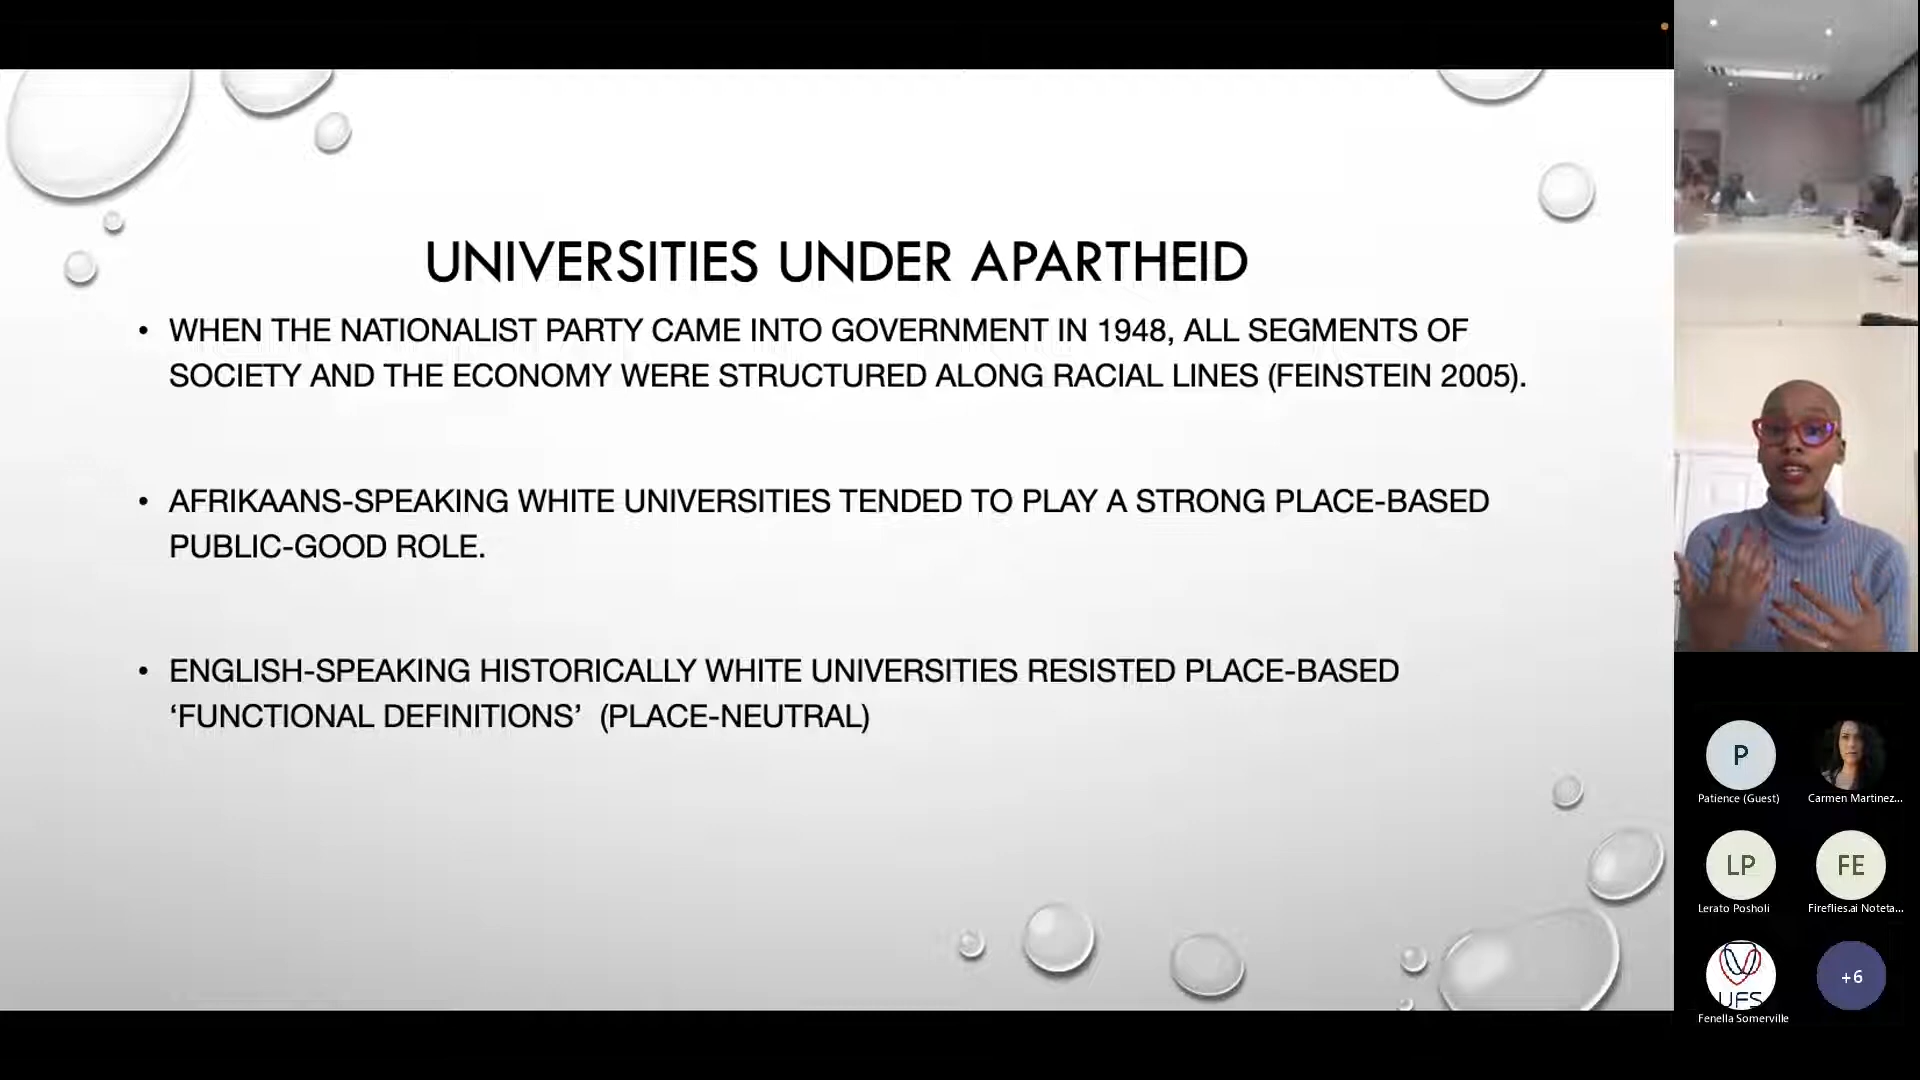 UNIVERSITIES UNDER APARTHEID
• WHEN THE NATIONALIST PARTY CAME INTO GOVERNMENT IN 1948, ALL SEGMENTS OF
SOCIETY AND THE ECONOMY WERE STRUCTURED ALONG RACIAL LINES (FEINSTEIN 2005).
• AFRIKAANS-SPEAKING WHITE UNIVERSITIES TENDED TO PLAY A STRONG PLACE-BASED
PUBLIC-GOOD ROLE.
• ENGLISH-SPEAKING HISTORICALLY WHITE UNIVERSITIES RESISTED PLACE-BASED
‘FUNCTIONAL DEFINITIONS’ (PLACE-NEUTRAL)
P
Patience (Guest)
Carmen Martinez...
LP
FE
Lerato Posholi
Fireflies.ai Noteta...
UFS
+6
Fenella Somerville